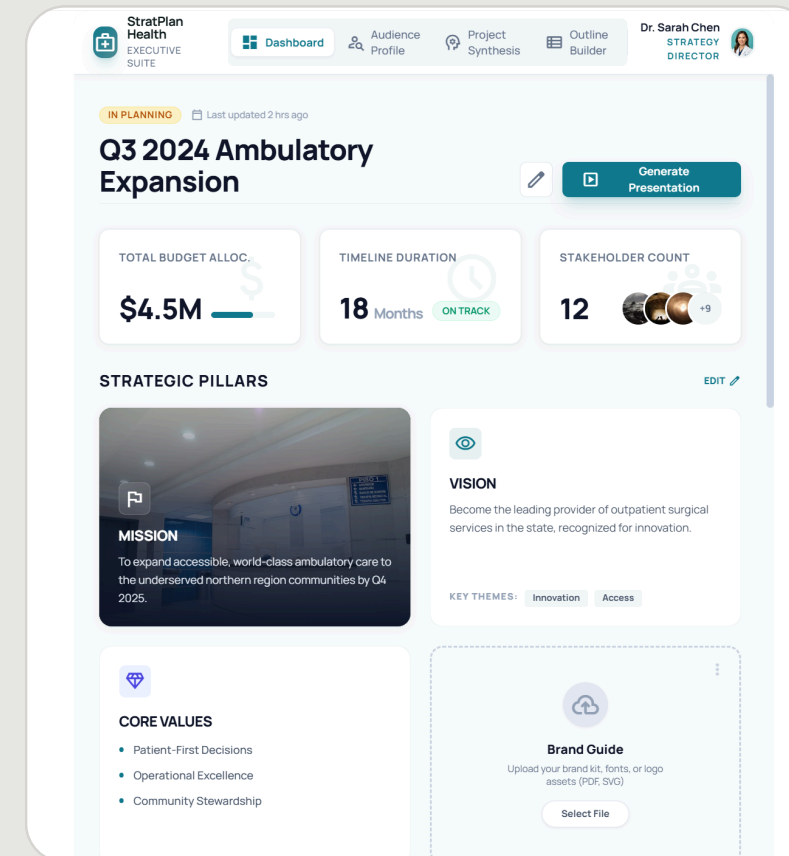 StratPlan
Health
EXECUTIVE
SUITE
Dashboard
Audience
Profile
Project
Synthesis
Outline
Builder
Dr. Sarah Chen
STRATEGY
DIRECTOR
IN PLANNING
Last updated 2 hrs ago
Q3 2024 Ambulatory
Expansion
Generate
Presentation
TOTAL BUDGET ALLOC.
$
$4.5M
TIMELINE DURATION
18 Months
ON TRACK
STAKEHOLDER COUNT
12
+9
STRATEGIC PILLARS
EDIT
MISSION
To expand accessible, world-class ambulatory care to
the underserved northern region communities by Q4
2025.
VISION
Become the leading provider of outpatient surgical
services in the state, recognized for innovation.
KEY THEMES:
Innovation
Access
CORE VALUES
Patient-First Decisions
Operational Excellence
Community Stewardship
Brand Guide
Upload your brand kit, fonts, or logo
assets (PDF, SVG)
Select File